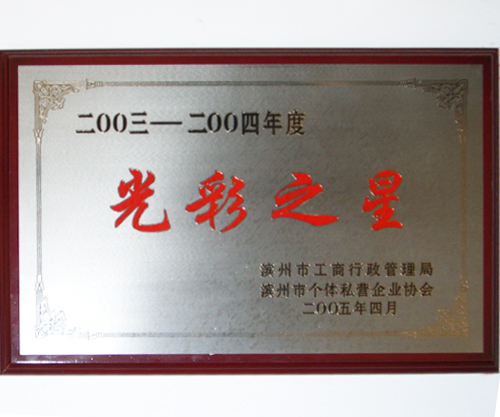 二00三—二00四年度
光彩之星
滨州市工商行政管理局
滨州市个体私营企业协会
二00五年四月